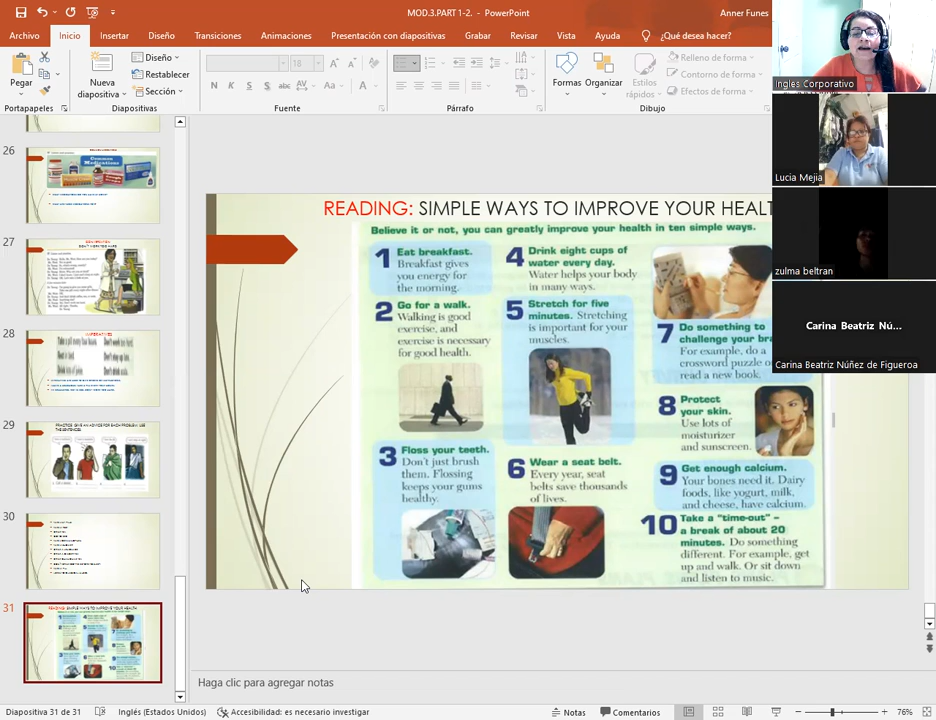 MOD.3.PART 1-2. - PowerPoint
Anner Funes
Archivo Inicio Insertar Diseño Transiciones Animaciones Presentación con diapositivas Grabar Revisar Vista Ayuda ¿Qué desea hacer?
Pegar
Portapapeles
Nueva diapositiva
Diseño
Restablecer
Sección
Diapositivas
18
N K S S abc AV Aa A
Fuente
Párrafo
Formas
Organizar
Estilos rápidos
Relleno de forma
Contorno de forma
Efectos de forma
Dibujo
Ingles Corporativo
Lucia Mejia
zulma beltran
Carina Beatriz Nú...
Carina Beatriz Núñez de Figueroa
26
Common
Medications
27
28
IMPERATIVES
29
30
31
READING: SIMPLE WAYS TO IMPROVE YOUR HEALT
Believe it or not, you can greatly improve your health in ten simple ways.
1 Eat breakfast.
Breakfast gives
you energy for
the morning.
2 Go for a walk.
Walking is good
exercise, and
exercise is necessary
for good health.
3 Floss your teeth.
Don't just brush
them. Flossing
keeps your gums
healthy.
4 Drink eight cups of
water every day.
Water helps your body
in many ways.
5 Stretch for five
minutes. Stretching
is important for your
muscles.
6 Wear a seat belt.
Every year, seat
belts save thousands
of lives.
7 Do something to
challenge your bra
For example, do a
crossword puzzle o
read a new book.
8 Protect
your skin.
Use lots of
moisturizer
and sunscreen.
9 Get enough calcium.
Your bones need it. Dairy
foods, like yogurt, milk,
and cheese, have calcium.
10 Take a "time-out" –
a break of about 20
minutes. Do something
different. For example, get
up and walk. Or sit down
and listen to music.
Haga clic para agregar notas
Diapositiva 31 de 31
Inglés (Estados Unidos)
Accesibilidad: es necesario investigar
Notas
Comentarios
76%